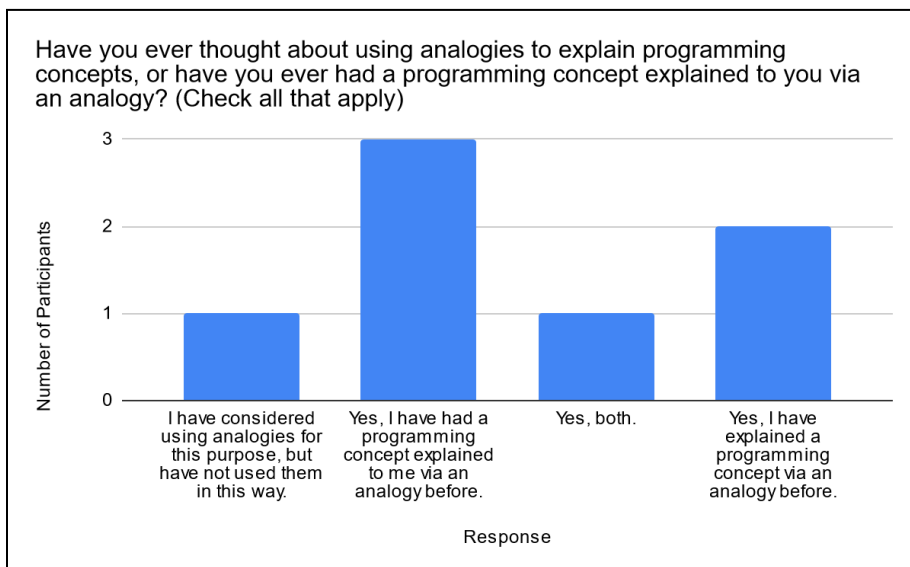 Have you ever thought about using analogies to explain programming
concepts, or have you ever had a programming concept explained to you via
an analogy? (Check all that apply)
3
2
1
0
Number of Participants
I have considered
using analogies for
this purpose, but
have not used them
in this way.
Yes, I have had a
programming
concept explained
to me via an
analogy before.
Yes, both.
Yes, I have
explained a
programming
concept via an
analogy before.
Response